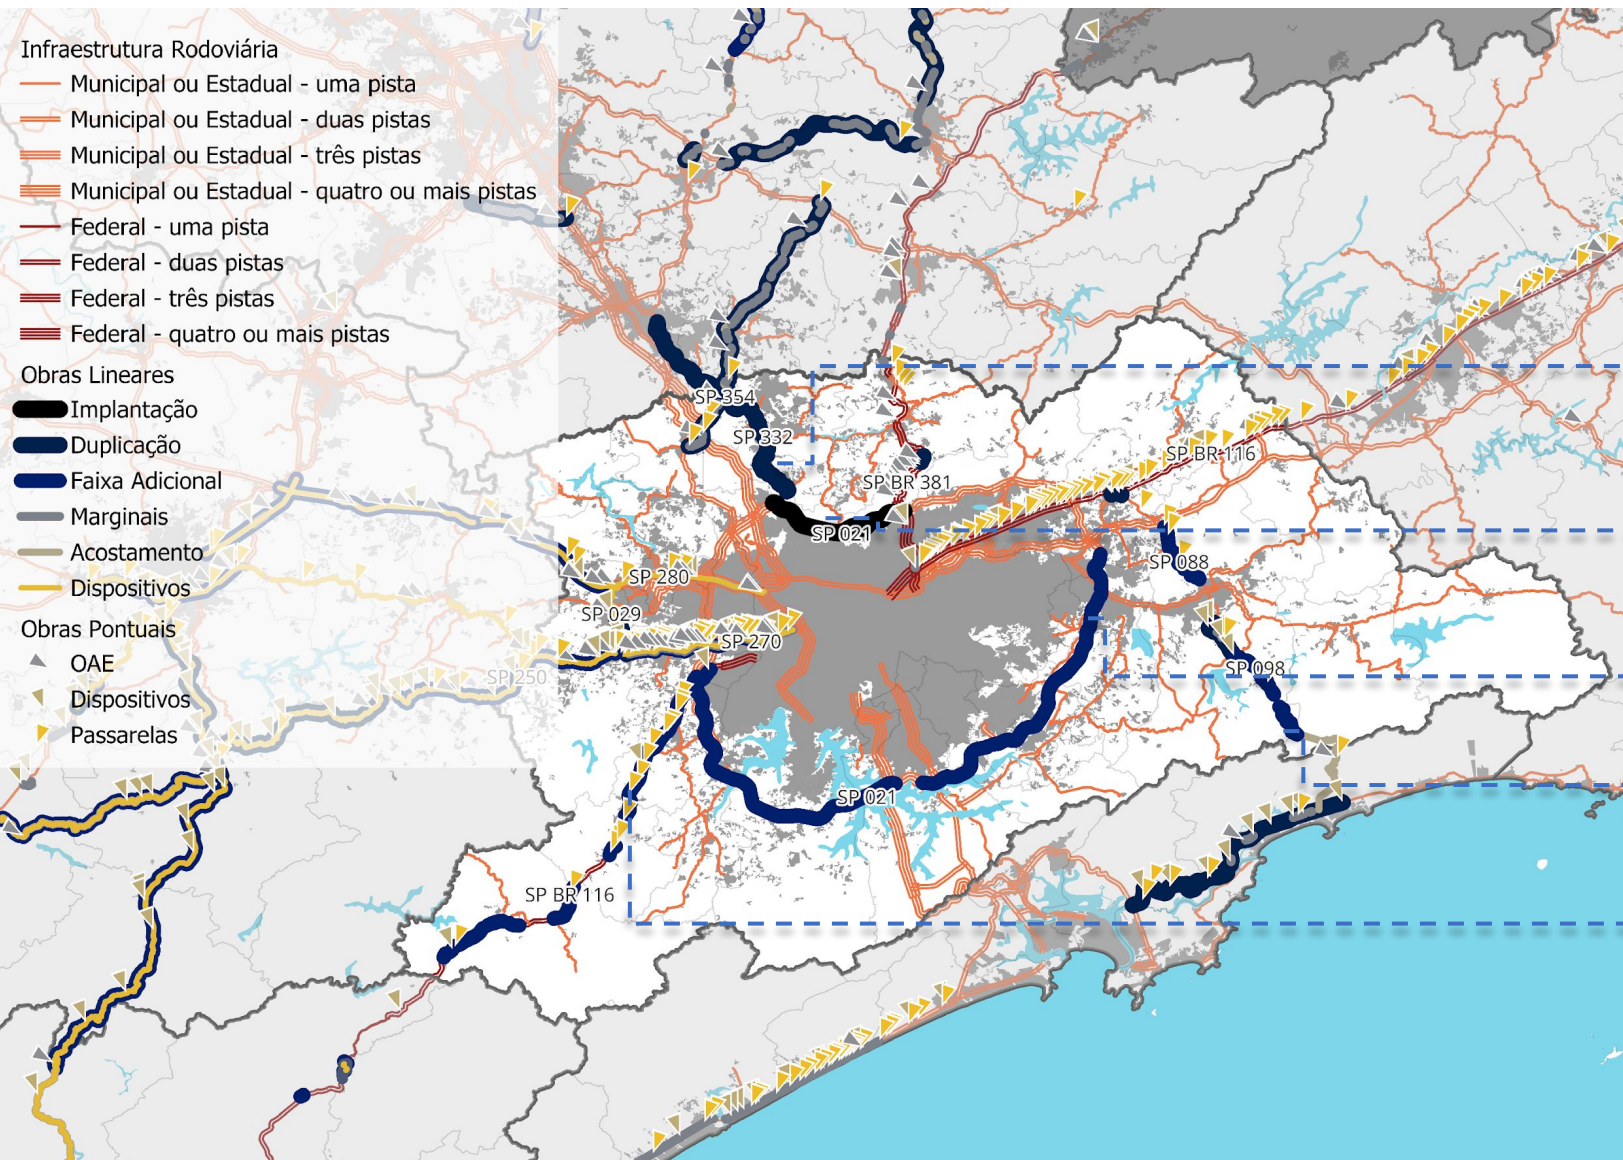 Infraestrutura Rodoviária
Municipal ou Estadual - uma pista
Municipal ou Estadual - duas pistas
Municipal ou Estadual - três pistas
Municipal ou Estadual - quatro ou mais pistas
Federal - uma pista
Federal - duas pistas
Federal - três pistas
Federal - quatro ou mais pistas
Obras Lineares
Implantação
Duplicação
Faixa Adicional
Marginais
Acostamento
Dispositivos
Obras Pontuais
OAE
Dispositivos
Passarelas
SP 354
SP 332
SP BR 116
SP BR 381
SP 021
SP 088
SP 280
SP 029
SP 270
SP 250
SP 098
SP 021
SP BR 116